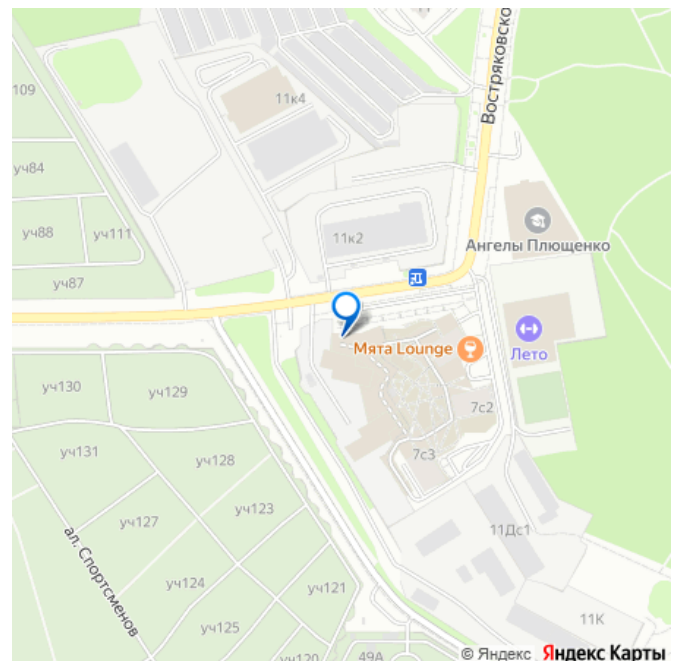 Востряковско
109
11к4
уч84
уч88
уч111
11к2
Ангелы Плющенко
уч87
Мята Lounge
Лето
уч130
уч129
7с2
уч131
уч128
7с3
уч127
уч123
11Дс1
ал. Спортсменов
уч124
уч121
уч125
11К
уч120
49А
© Яндекс Яндекс Карты